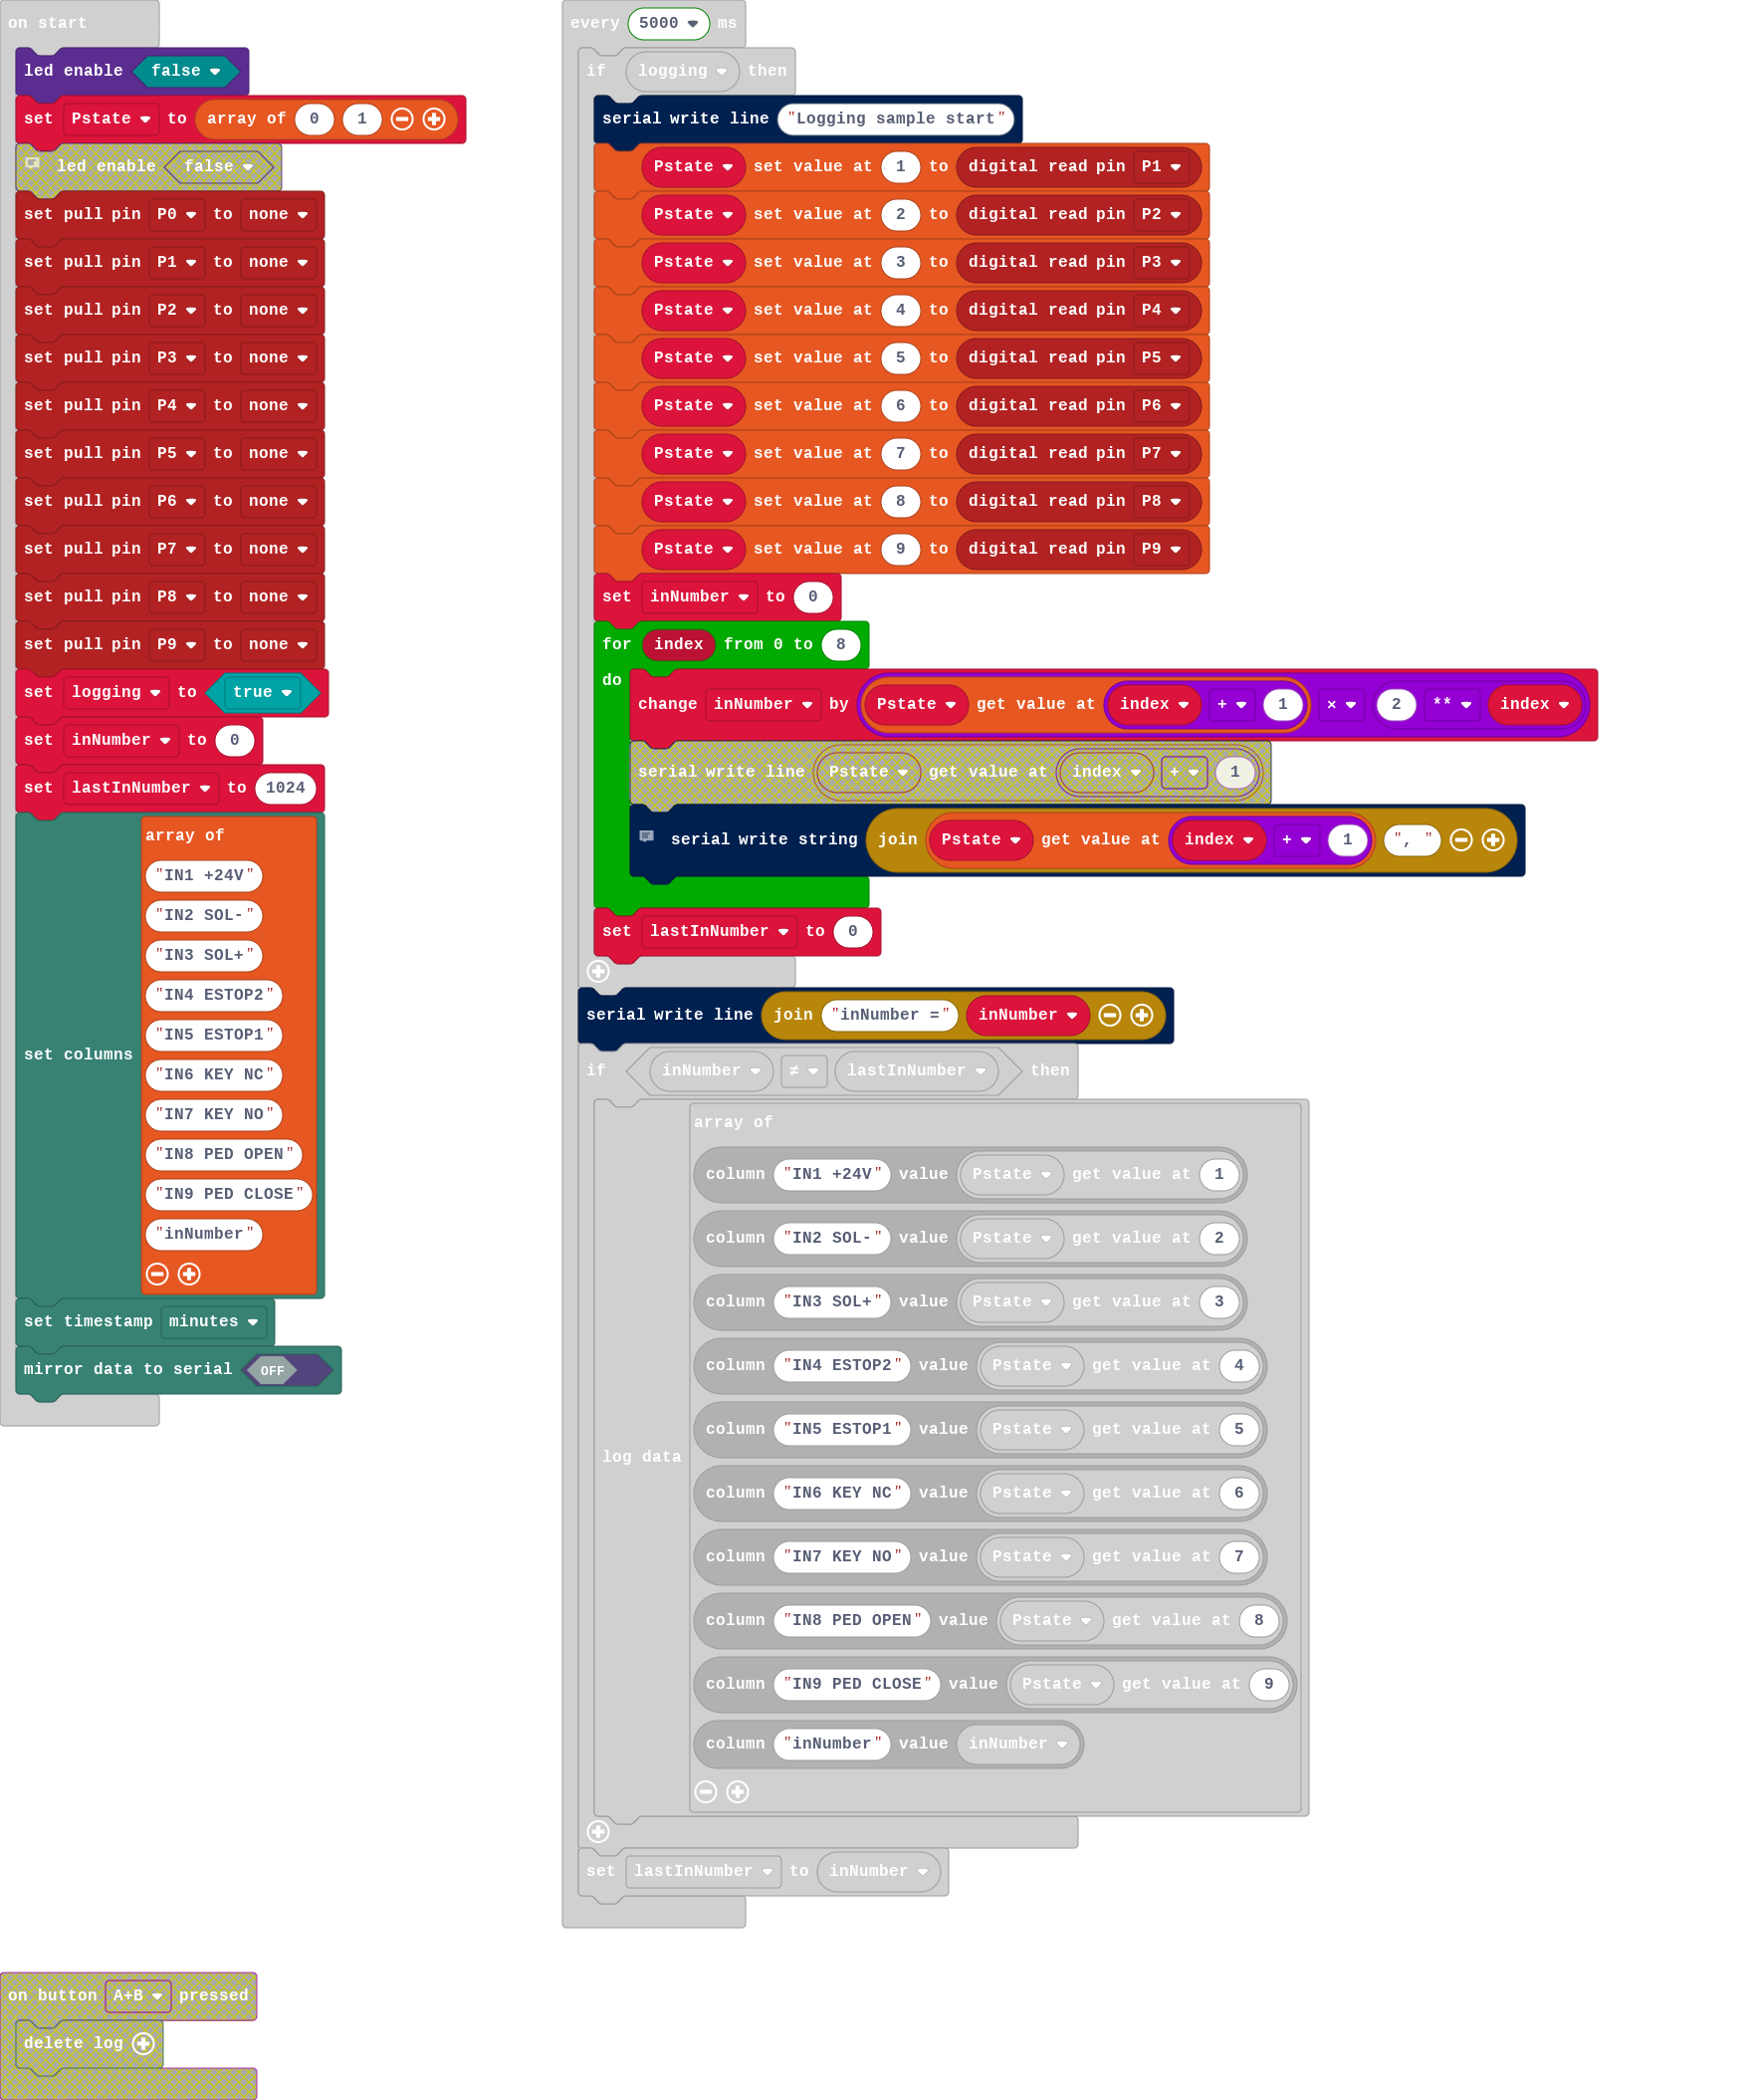 on start
led enable false
set Pstate to array of 0 1
led enable false
set pull pin P0 to none
set pull pin P1 to none
set pull pin P2 to none
set pull pin P3 to none
set pull pin P4 to none
set pull pin P5 to none
set pull pin P6 to none
set pull pin P7 to none
set pull pin P8 to none
set pull pin P9 to none
set logging to true
set inNumber to 0
set lastInNumber to 1024
set columns
array of
"IN1 +24V"
"IN2 SOL-"
"IN3 SOL+"
"IN4 ESTOP2"
"IN5 ESTOP1"
"IN6 KEY NC"
"IN7 KEY NO"
"IN8 PED OPEN"
"IN9 PED CLOSE"
"inNumber"
set timestamp minutes
mirror data to serial OFF
every 5000 ms
if logging then
serial write line "Logging sample start"
Pstate set value at 1 to digital read pin P1
Pstate set value at 2 to digital read pin P2
Pstate set value at 3 to digital read pin P3
Pstate set value at 4 to digital read pin P4
Pstate set value at 5 to digital read pin P5
Pstate set value at 6 to digital read pin P6
Pstate set value at 7 to digital read pin P7
Pstate set value at 8 to digital read pin P8
Pstate set value at 9 to digital read pin P9
set inNumber to 0
for index from 0 to 8
do
change inNumber by Pstate get value at index + 1 × 2 ** index
serial write line Pstate get value at index + 1
serial write string join Pstate get value at index + 1 ", "
set lastInNumber to 0
serial write line join "inNumber =" inNumber
if inNumber ≠ lastInNumber then
log data
array of
column "IN1 +24V" value Pstate get value at 1
column "IN2 SOL-" value Pstate get value at 2
column "IN3 SOL+" value Pstate get value at 3
column "IN4 ESTOP2" value Pstate get value at 4
column "IN5 ESTOP1" value Pstate get value at 5
column "IN6 KEY NC" value Pstate get value at 6
column "IN7 KEY NO" value Pstate get value at 7
column "IN8 PED OPEN" value Pstate get value at 8
column "IN9 PED CLOSE" value Pstate get value at 9
column "inNumber" value inNumber
set lastInNumber to inNumber
on button A+B pressed
delete log